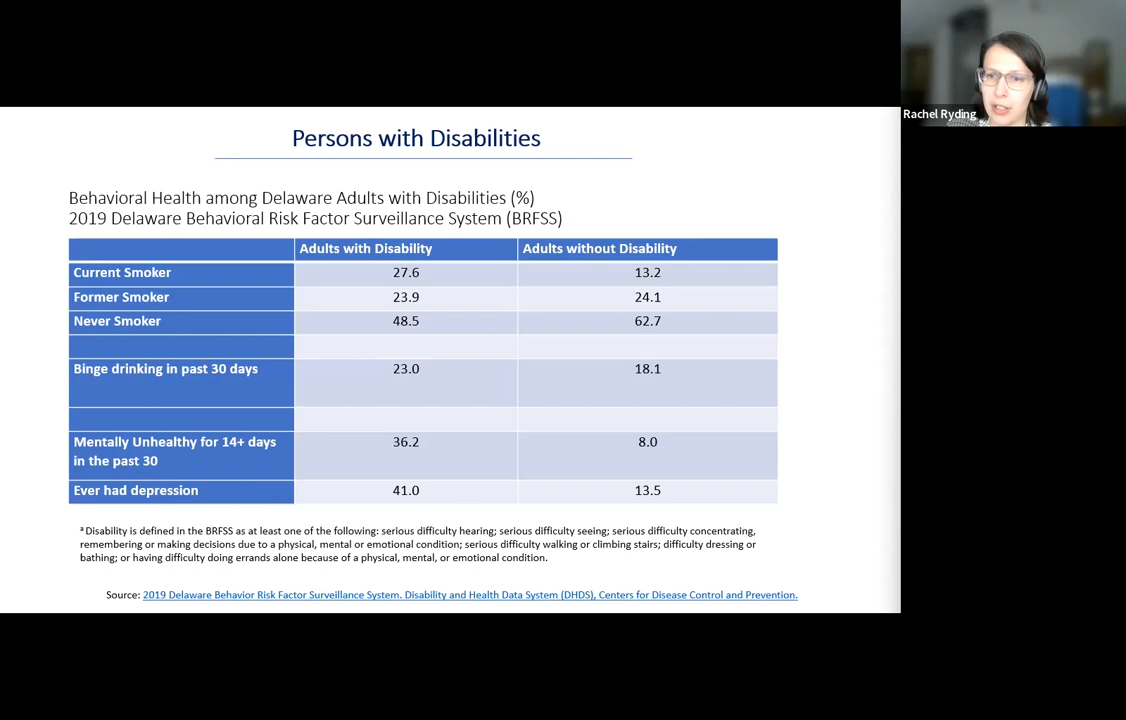 Rachel Ryding
Persons with Disabilities
Behavioral Health among Delaware Adults with Disabilities (%)
2019 Delaware Behavioral Risk Factor Surveillance System (BRFSS)
Adults with Disability Adults without Disability
Current Smoker 27.6 13.2
Former Smoker 23.9 24.1
Never Smoker 48.5 62.7
Binge drinking in past 30 days 23.0 18.1
Mentally Unhealthy for 14+ days 36.2 8.0
in the past 30
Ever had depression 41.0 13.5
ª Disability is defined in the BRFSS as at least one of the following: serious difficulty hearing; serious difficulty seeing; serious difficulty concentrating,
remembering or making decisions due to a physical, mental or emotional condition; serious difficulty walking or climbing stairs; difficulty dressing or
bathing; or having difficulty doing errands alone because of a physical, mental, or emotional condition.
Source: 2019 Delaware Behavior Risk Factor Surveillance System. Disability and Health Data System (DHDS), Centers for Disease Control and Prevention.